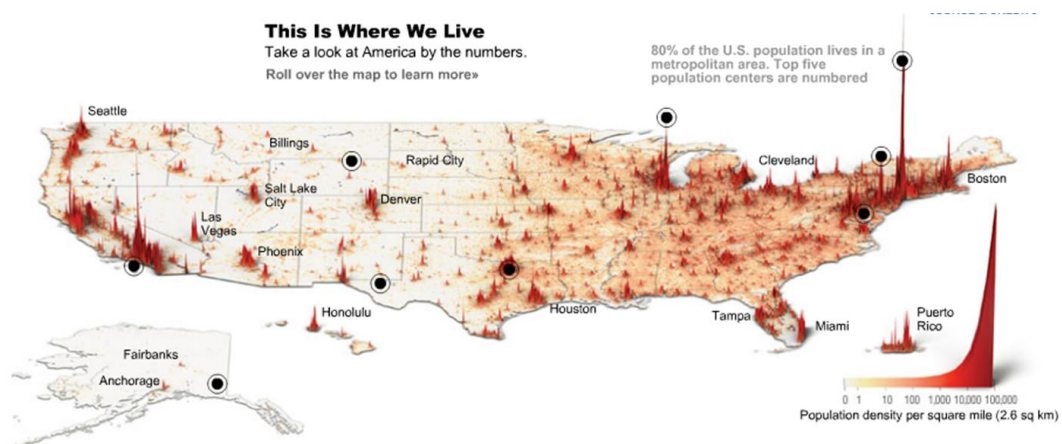 This Is Where We Live
Take a look at America by the numbers.
Roll over the map to learn more»
80% of the U.S. population lives in a
metropolitan area. Top five
population centers are numbered
Seattle
Billings
Rapid City
Cleveland
Boston
Salt Lake
City
Denver
Las
Vegas
Phoenix
Honolulu
Houston
Tampa
Miami
Puerto
Rico
Fairbanks
Anchorage
0 1 10 100 1,000 10,000 100,000
Population density per square mile (2.6 sq km)